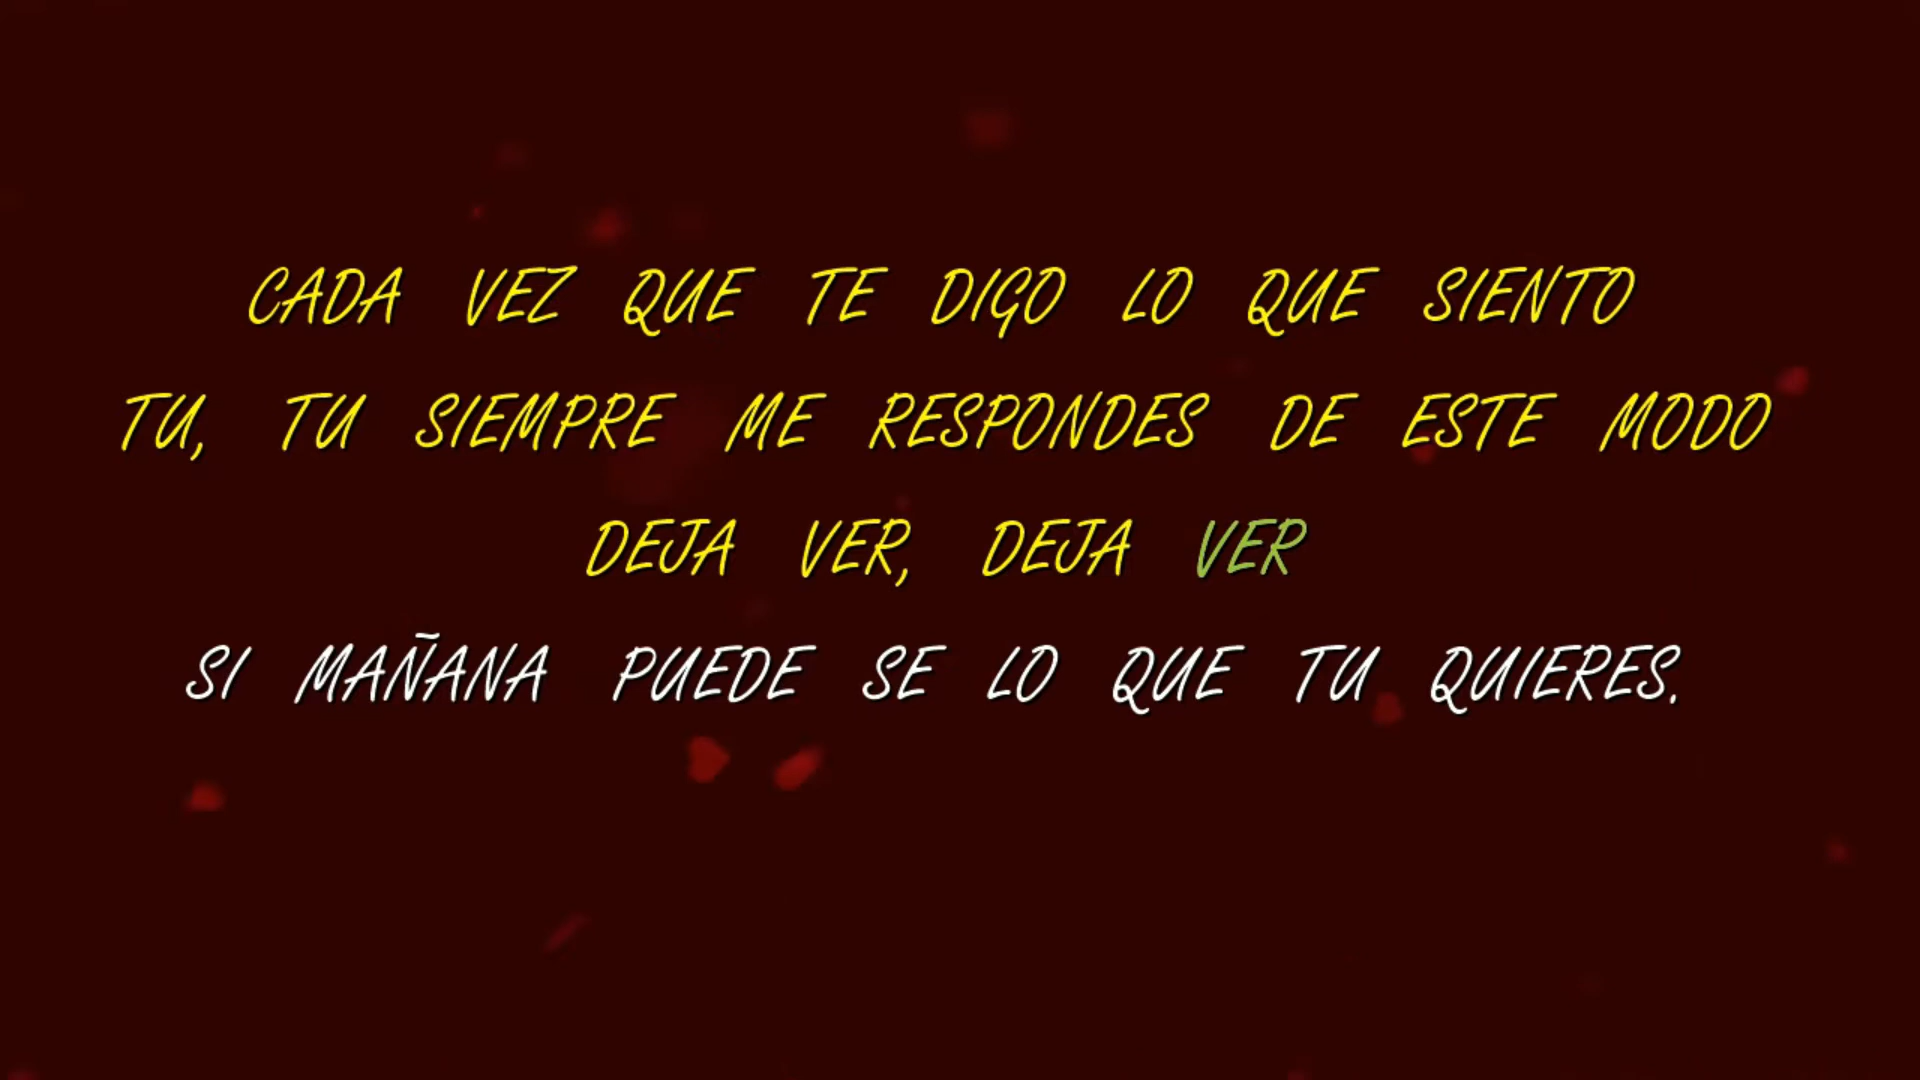 CADA VEZ QUE TE DIGO LO QUE SIENTO
TU, TU SIEMPRE ME RESPONDES DE ESTE MODO
DEJA VER, DEJA VER
SI MAÑANA PUEDE SE LO QUE TU QUIERES.